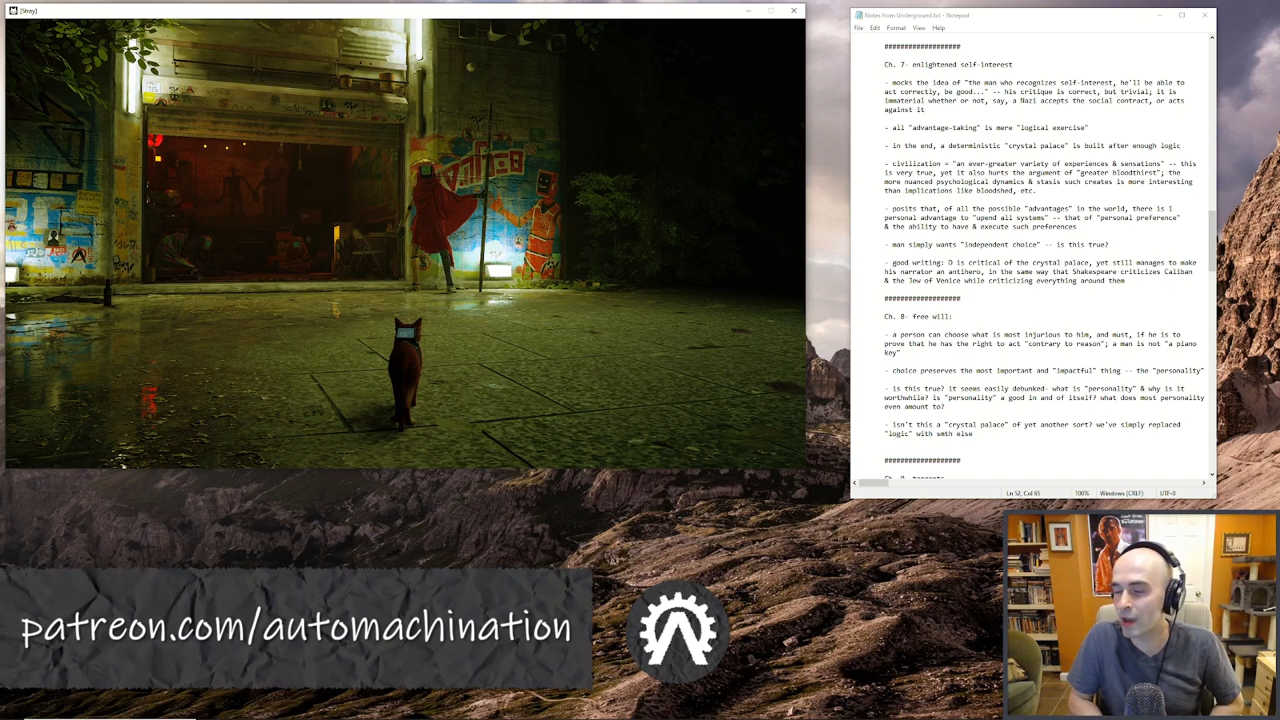 [Stray]
Notes from Underground.txt - Notepad
File Edit Format View Help
###################
Ch. 7- enlightened self-interest
- mocks the idea of "the man who recognizes self-interest, he'll be able to
act correctly, be good..." -- his critique is correct, but trivial; it is
immaterial whether or not, say, a Nazi accepts the social contract, or acts
against it
- all "advantage-taking" is mere "logical exercise"
- in the end, a deterministic "crystal palace" is built after enough logic
- civilization = "an ever-greater variety of experiences & sensations" -- this
is very true, yet it also hurts the argument of "greater bloodthirst"; the
more nuanced psychological dynamics & stasis such creates is more interesting
than implications like bloodshed, etc.
- posits that, of all the possible "advantages" in the world, there is 1
personal advantage to "upend all systems" -- that of "personal preference"
& the ability to have & execute such preferences
- man simply wants "independent choice" -- is this true?
- good writing: D is critical of the crystal palace, yet still manages to make
his narrator an antihero, in the same way that Shakespeare criticizes Caliban
& the Jew of Venice while criticizing everything around them
###################
Ch. 8- free will:
- a person can choose what is most injurious to him, and must, if he is to
prove that he has the right to act "contrary to reason"; a man is not "a piano
key"
- choice preserves the most important and "impactful" thing -- the "personality"
- is this true? it seems easily debunked- what is "personality" & why is it
worthwhile? is "personality" a good in and of itself? what does most personality
even amount to?
- isn't this a "crystal palace" of yet another sort? we've simply replaced
"logic" with smth else
###################
Ch. 9- tangents
Ln 52, Col 65 100% Windows (CRLF) UTF-8
patreon.com/automachination